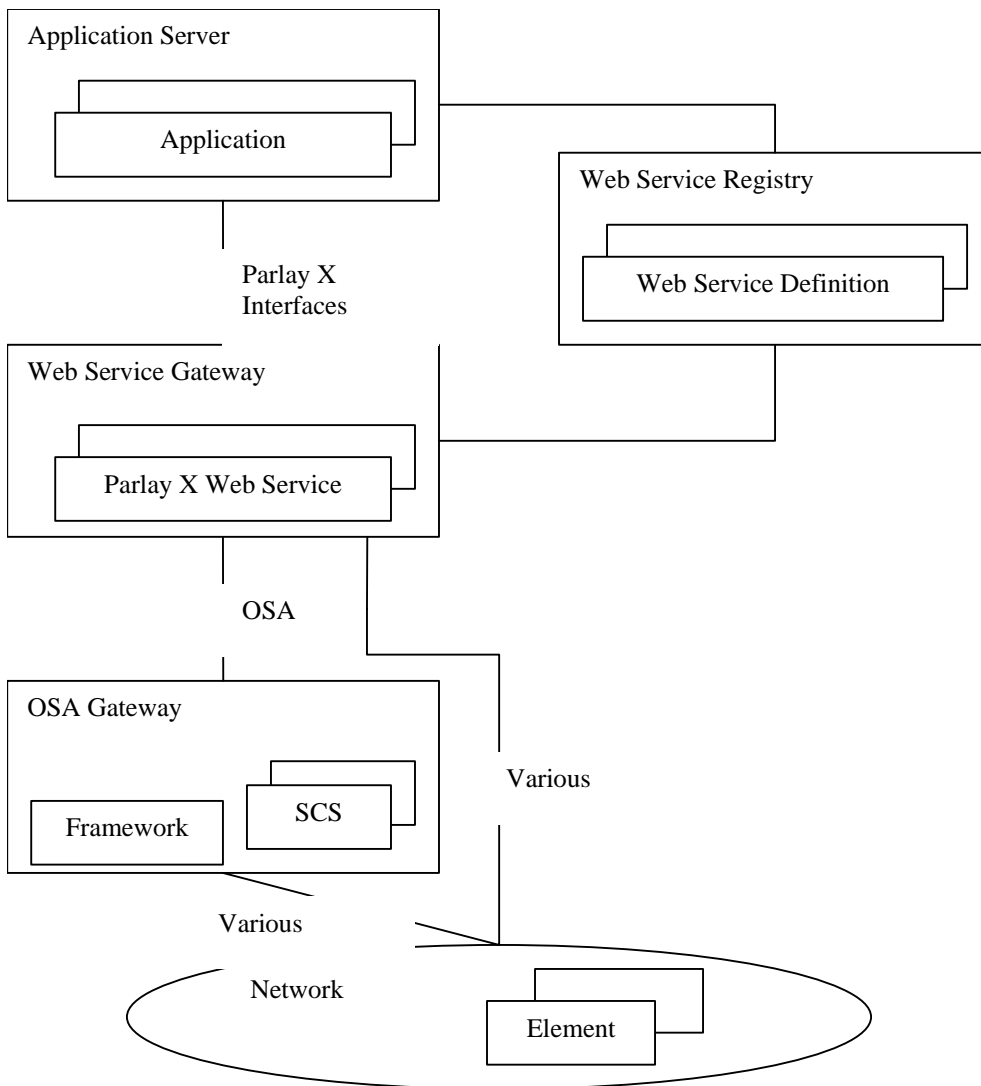 Application Server
Application
Web Service Registry
Web Service Definition
Parlay X
Interfaces
Web Service Gateway
Parlay X Web Service
OSA
OSA Gateway
Various
SCS
Framework
Various
Network
Element